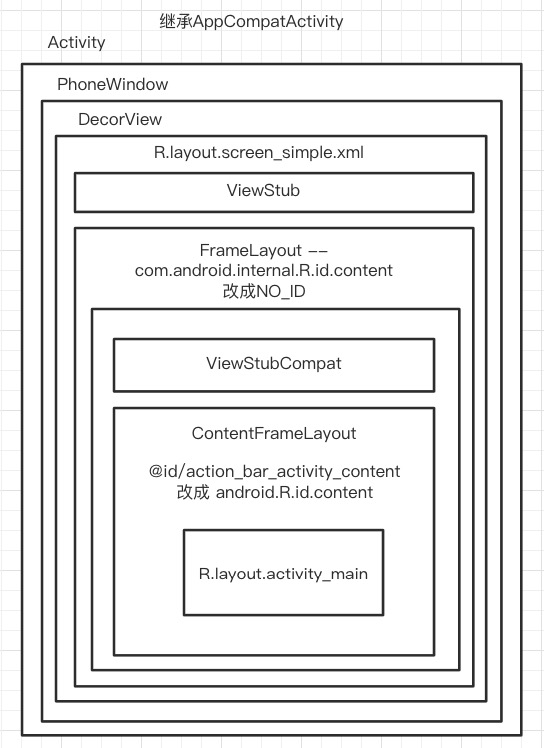 继承AppCompatActivity
Activity
PhoneWindow
DecorView
R.layout.screen_simple.xml
ViewStub
FrameLayout --
com.android.internal.R.id.content
改成NO_ID
ViewStubCompat
ContentFrameLayout
@id/action_bar_activity_content
改成 android.R.id.content
R.layout.activity_main